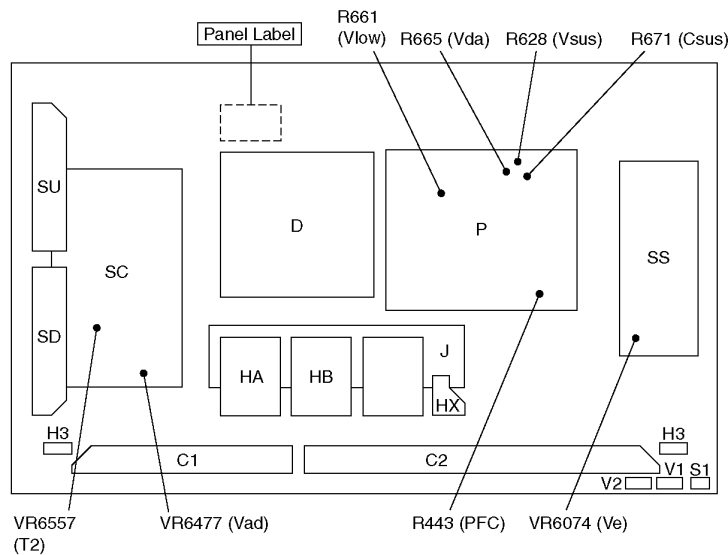 Panel Label
R661
(Vlow)
R665 (Vda)
R628 (Vsus)
R671 (Csus)
SU
SC
D
P
SS
SD
J
HA
HB
HX
H3
H3
C1
C2
V2
V1
S1
VR6557
(T2)
VR6477 (Vad)
R443 (PFC)
VR6074 (Ve)